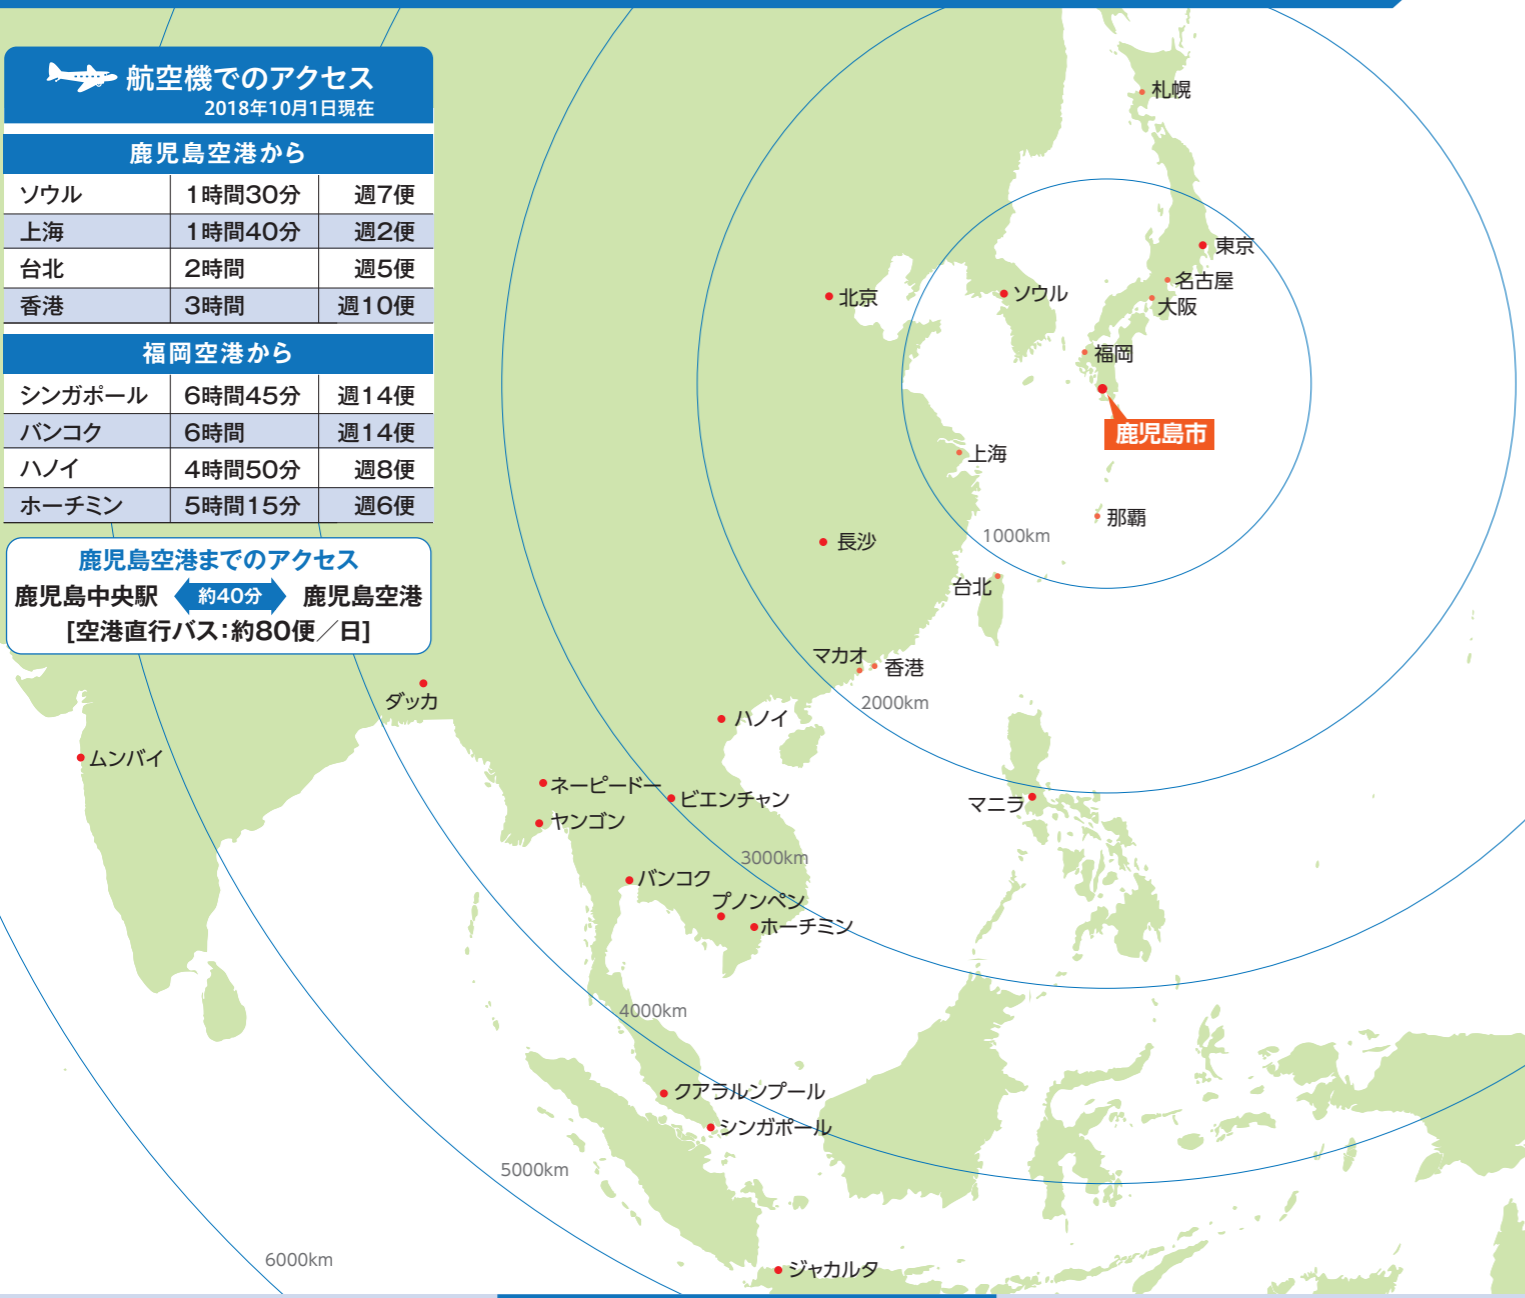 航空機でのアクセス
2018年10月1日現在
鹿児島空港から
ソウル 1時間30分 週7便
上海 1時間40分 週2便
台北 2時間 週5便
香港 3時間 週10便
福岡空港から
シンガポール 6時間45分 週14便
バンコク 6時間 週14便
ハノイ 4時間50分 週8便
ホーチミン 5時間15分 週6便
鹿児島空港までのアクセス
鹿児島中央駅 約40分 鹿児島空港
[空港直行バス:約80便/日]
札幌
東京
名古屋
大阪
北京
ソウル
福岡
鹿児島市
上海
那覇
1000km
長沙
台北
マカオ
香港
2000km
ダッカ
ハノイ
ムンバイ
ネーピードー
ビエンチャン
マニラ
ヤンゴン
3000km
バンコク
プノンペン
ホーチミン
4000km
クアラルンプール
シンガポール
5000km
6000km
ジャカルタ